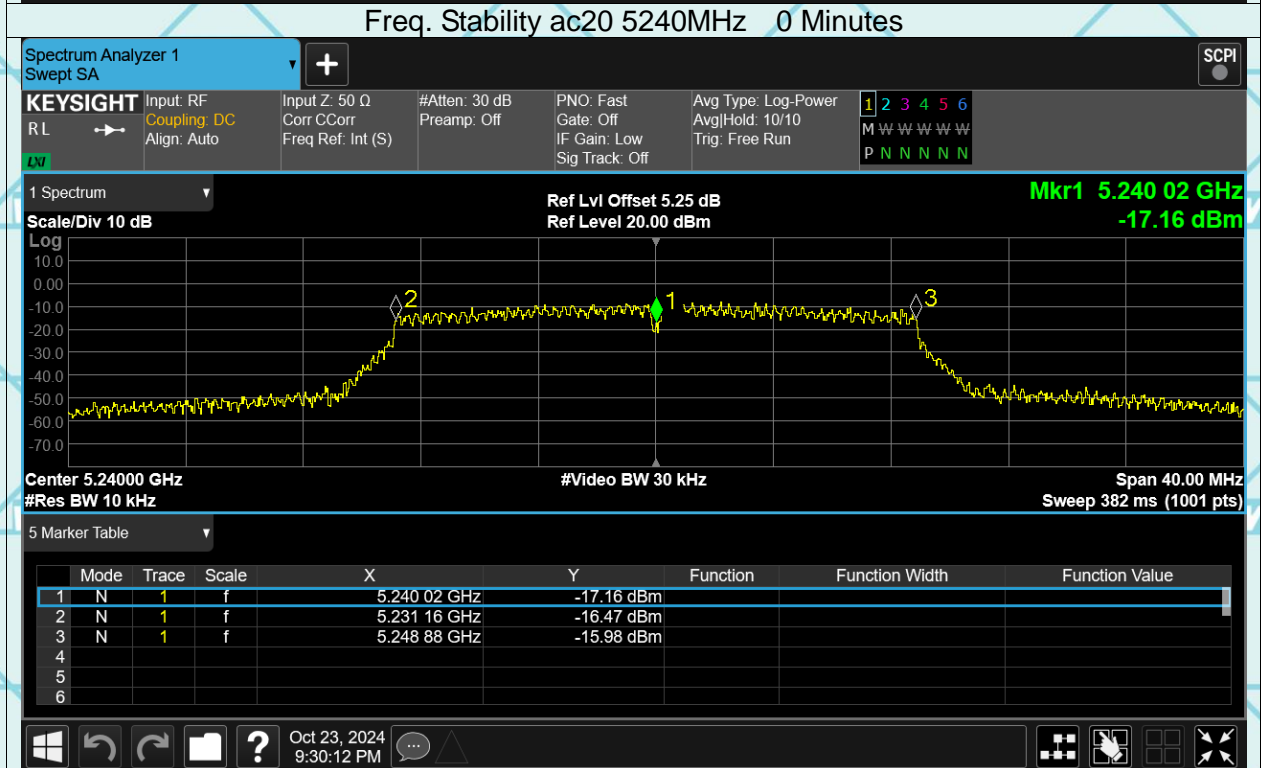 Freq. Stability ac20 5240MHz 0 Minutes
Spectrum Analyzer 1
Swept SA
SCPI
KEYSIGHT
RL
LXI
Input: RF
Coupling: DC
Align: Auto
Input Z: 50 Ω
Corr CCorr
Freq Ref: Int (S)
#Atten: 30 dB
Preamp: Off
PNO: Fast
Gate: Off
IF Gain: Low
Sig Track: Off
Avg Type: Log-Power
Avg|Hold: 10/10
Trig: Free Run
1 2 3 4 5 6
M W W W W W
P N N N N N
1 Spectrum
Scale/Div 10 dB
Log
Ref Lvl Offset 5.25 dB
Ref Level 20.00 dBm
Mkr1 5.240 02 GHz
-17.16 dBm
10.0
0.00
-10.0
-20.0
-30.0
-40.0
-50.0
-60.0
-70.0
2
1
3
Center 5.24000 GHz
#Res BW 10 kHz
#Video BW 30 kHz
Span 40.00 MHz
Sweep 382 ms (1001 pts)
5 Marker Table
Mode Trace Scale X Y Function Function Width Function Value
1 N 1 f 5.240 02 GHz -17.16 dBm
2 N 1 f 5.231 16 GHz -16.47 dBm
3 N 1 f 5.248 88 GHz -15.98 dBm
4
5
6
?
Oct 23, 2024
9:30:12 PM